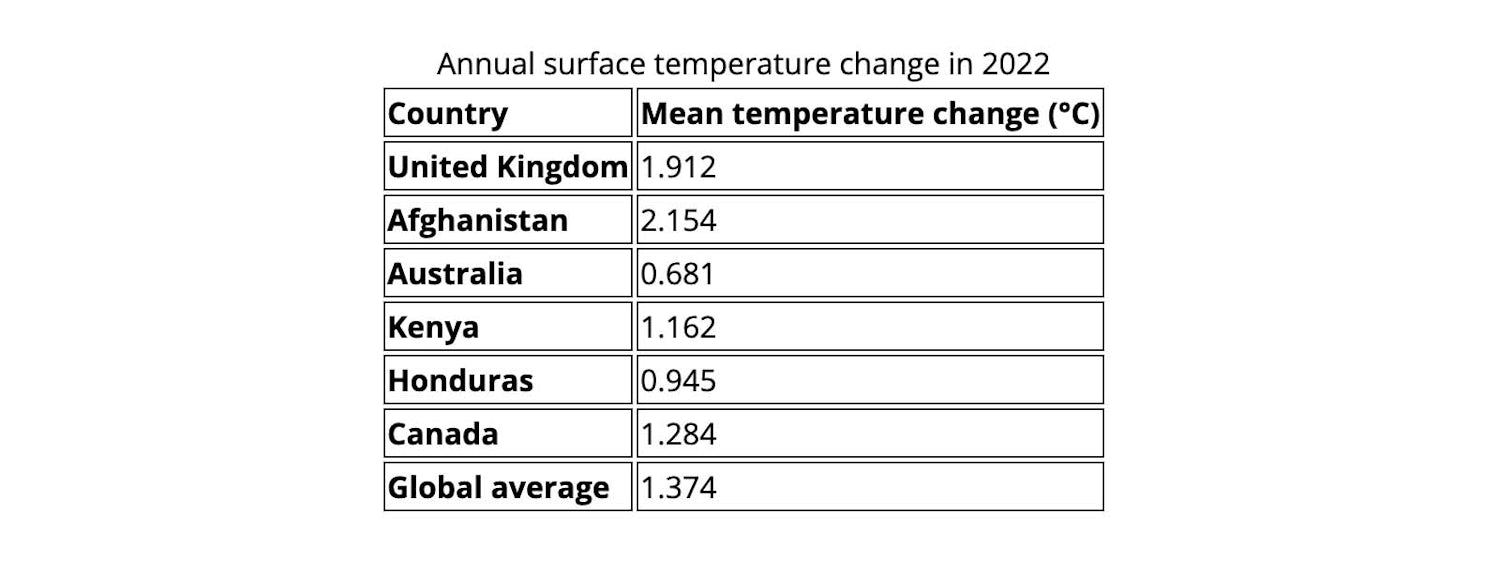 Annual surface temperature change in 2022
Country Mean temperature change (°C)
United Kingdom 1.912
Afghanistan 2.154
Australia 0.681
Kenya 1.162
Honduras 0.945
Canada 1.284
Global average 1.374